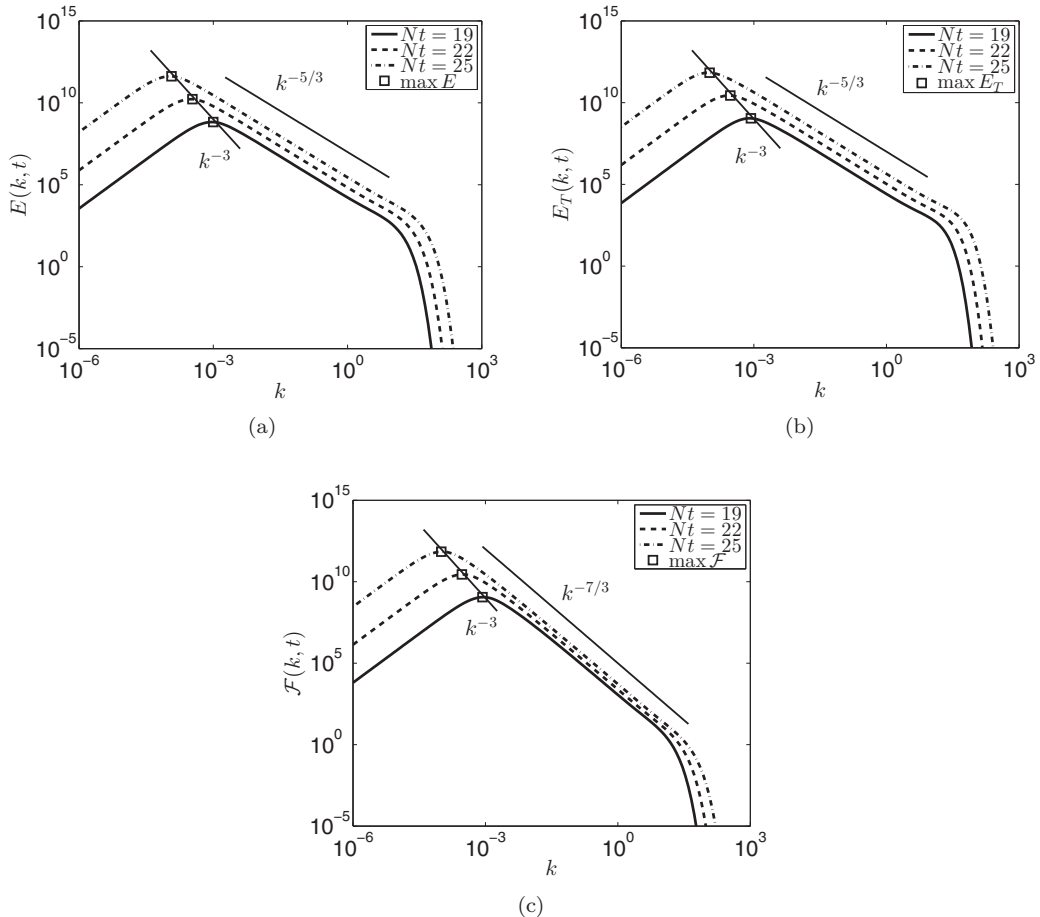 10^15
10^10
10^5
10^0
10^-5
E(k, t)
Nt = 19
Nt = 22
Nt = 25
max E
k^{-5/3}
k^{-3}
10^-6
10^-3
10^0
10^3
k
(a)
10^15
10^10
10^5
10^0
10^-5
E_T(k, t)
Nt = 19
Nt = 22
Nt = 25
max E_T
k^{-5/3}
k^{-3}
10^-6
10^-3
10^0
10^3
k
(b)
10^15
10^10
10^5
10^0
10^-5
ℱ(k, t)
Nt = 19
Nt = 22
Nt = 25
max ℱ
k^{-7/3}
k^{-3}
10^-6
10^-3
10^0
10^3
k
(c)